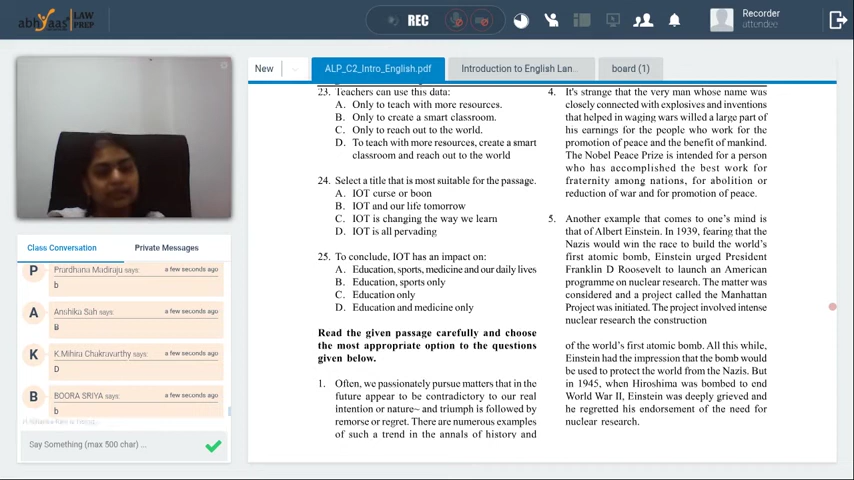 abhyaas LAW PREP
REC
Recorder
attendee
New
ALP_C2_Intro_English.pdf
Introduction to English Lan...
board (1)
Class Conversation
Private Messages
P
Prardhana Madiraju says:
a few seconds ago
b
A
Anshika Sah says:
a few seconds ago
B
K
K.Mihira Chakravarthy says:
a few seconds ago
D
B
BOORA SRIYA says:
a few seconds ago
b
Say Something (max 500 char) ...
23. Teachers can use this data:
A. Only to teach with more resources.
B. Only to create a smart classroom.
C. Only to reach out to the world.
D. To teach with more resources, create a smart
classroom and reach out to the world
24. Select a title that is most suitable for the passage.
A. IOT curse or boon
B. IOT and our life tomorrow
C. IOT is changing the way we learn
D. IOT is all pervading
25. To conclude, IOT has an impact on:
A. Education, sports, medicine and our daily lives
B. Education, sports only
C. Education only
D. Education and medicine only
Read the given passage carefully and choose
the most appropriate option to the questions
given below.
1. Often, we passionately pursue matters that in the
future appear to be contradictory to our real
intention or nature~ and triumph is followed by
remorse or regret. There are numerous examples
of such a trend in the annals of history and
4. It's strange that the very man whose name was
closely connected with explosives and inventions
that helped in waging wars willed a large part of
his earnings for the people who work for the
promotion of peace and the benefit of mankind.
The Nobel Peace Prize is intended for a person
who has accomplished the best work for
fraternity among nations, for abolition or
reduction of war and for promotion of peace.
5. Another example that comes to one's mind is
that of Albert Einstein. In 1939, fearing that the
Nazis would win the race to build the world's
first atomic bomb, Einstein urged President
Franklin D Roosevelt to launch an American
programme on nuclear research. The matter was
considered and a project called the Manhattan
Project was initiated. The project involved intense
nuclear research the construction
of the world's first atomic bomb. All this while,
Einstein had the impression that the bomb would
be used to protect the world from the Nazis. But
in 1945, when Hiroshima was bombed to end
World War II, Einstein was deeply grieved and
he regretted his endorsement of the need for
nuclear research.